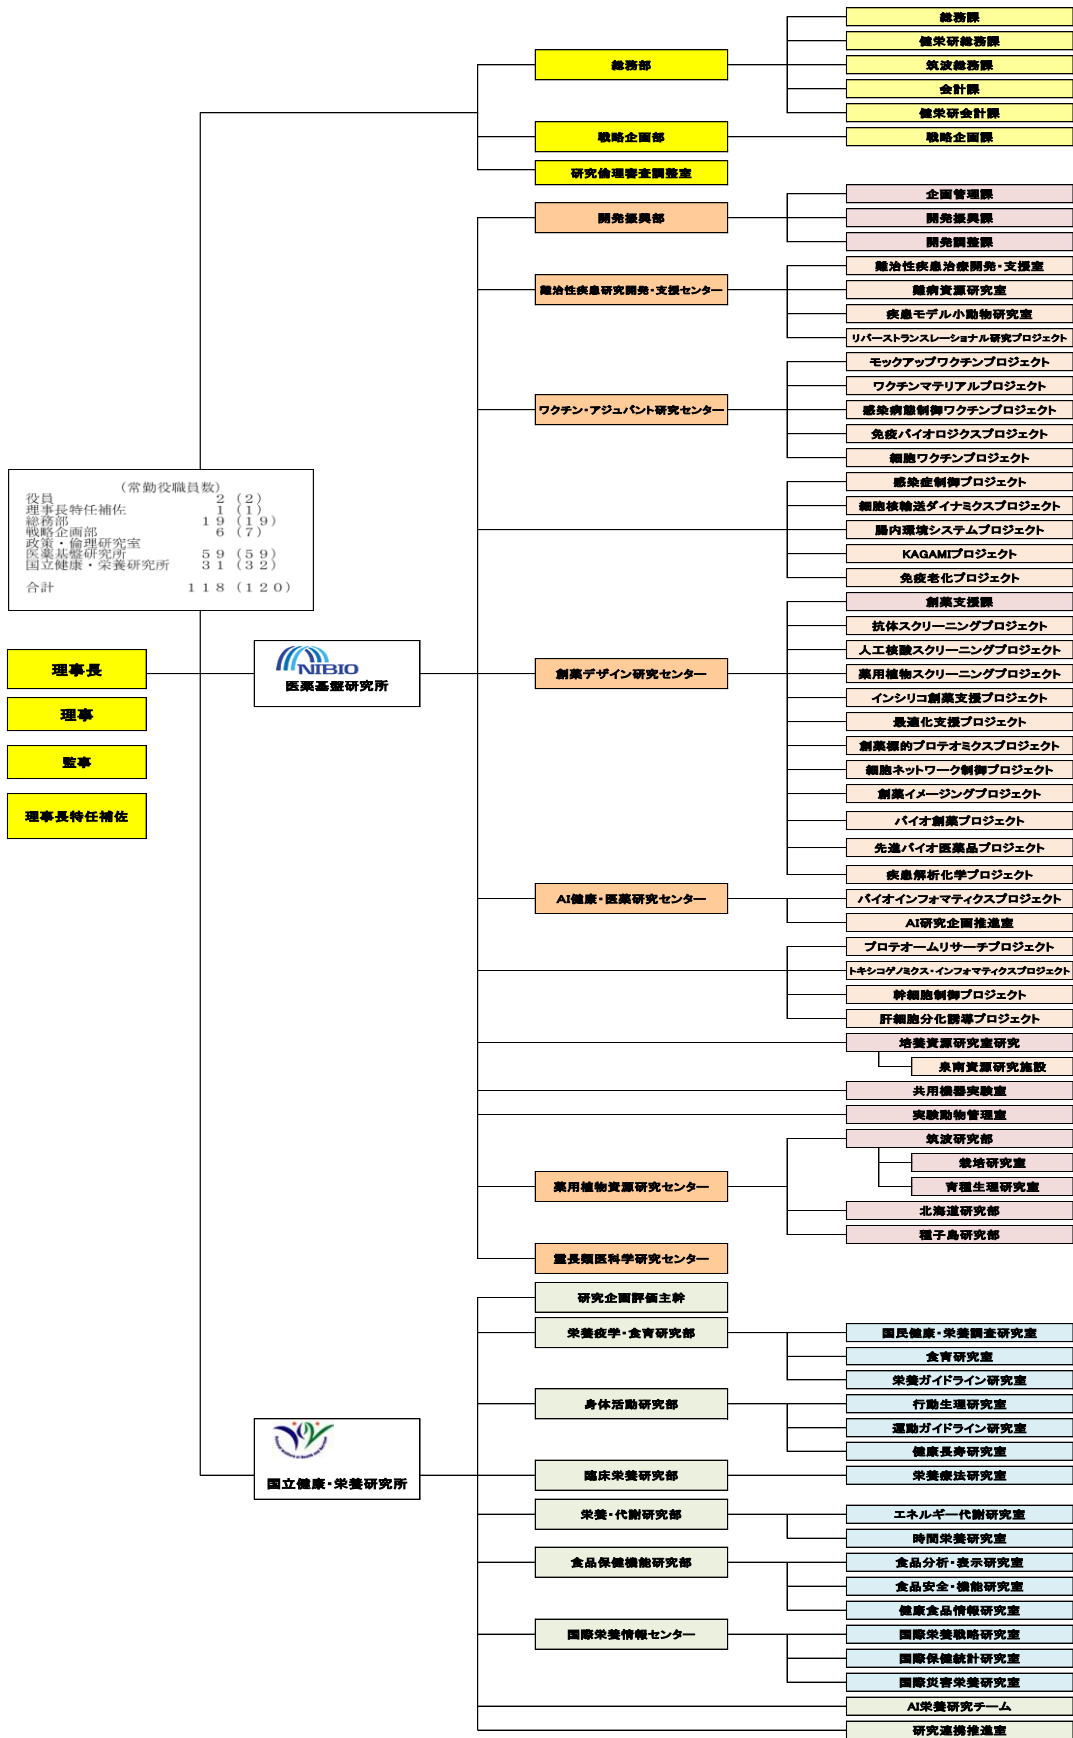 総務課
健栄研総務課
総務部
筑波総務課
会計課
健栄研会計課
戦略企画部
戦略企画課
研究倫理審査調整室
企画管理課
開発振興部
開発振興課
開発調整課
難治性疾患治療開発・支援室
難治性疾患研究開発・支援センター
難病資源研究室
疾患モデル小動物研究室
リバーストランスレーショナル研究プロジェクト
モックアップワクチンプロジェクト
ワクチンマテリアルプロジェクト
ワクチン・アジュバント研究センター
感染病態制御ワクチンプロジェクト
免疫バイオロジクスプロジェクト
細胞ワクチンプロジェクト
感染症制御プロジェクト
細胞核輸送ダイナミクスプロジェクト
腸内環境システムプロジェクト
KAGAMIプロジェクト
免疫老化プロジェクト
(常勤役職員数)
役員 2 (2)
理事長特任補佐 1 (1)
総務部 19 (19)
戦略企画部 6 (7)
政策・倫理研究室
医薬基盤研究所 59 (59)
国立健康・栄養研究所 31 (32)
合計 118 (120)
創薬支援課
抗体スクリーニングプロジェクト
人工核酸スクリーニングプロジェクト
理事長
NIBIO
医薬基盤研究所
創薬デザイン研究センター
薬用植物スクリーニングプロジェクト
インシリコ創薬支援プロジェクト
理事
最適化支援プロジェクト
創薬標的プロテオミクスプロジェクト
監事
細胞ネットワーク制御プロジェクト
創薬イメージングプロジェクト
理事長特任補佐
バイオ創薬プロジェクト
先進バイオ医薬品プロジェクト
疾患解析化学プロジェクト
AI健康・医薬研究センター
バイオインフォマティクスプロジェクト
AI研究企画推進室
プロテオームリサーチプロジェクト
トキシコゲノミクス・インフォマティクスプロジェクト
幹細胞制御プロジェクト
肝細胞分化誘導プロジェクト
培養資源研究室研究
泉南資源研究施設
共用機器実験室
実験動物管理室
筑波研究部
栽培研究室
薬用植物資源研究センター
育種生理研究室
北海道研究部
種子島研究部
霊長類医科学研究センター
研究企画評価主幹
栄養疫学・食育研究部
国民健康・栄養調査研究室
食育研究室
栄養ガイドライン研究室
身体活動研究部
行動生理研究室
運動ガイドライン研究室
健康長寿研究室
国立健康・栄養研究所
臨床栄養研究部
栄養療法研究室
栄養・代謝研究部
エネルギー代謝研究室
時間栄養研究室
食品保健機能研究部
食品分析・表示研究室
食品安全・機能研究室
健康食品情報研究室
国際栄養情報センター
国際栄養戦略研究室
国際保健統計研究室
国際災害栄養研究室
AI栄養研究チーム
研究連携推進室